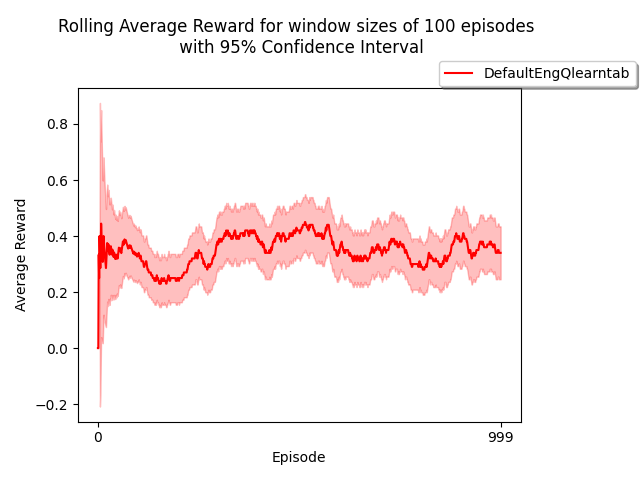 Rolling Average Reward for window sizes of 100 episodes
with 95% Confidence Interval
DefaultEngQlearntab
0.8
0.6
0.4
0.2
0.0
−0.2
Average Reward
0
999
Episode